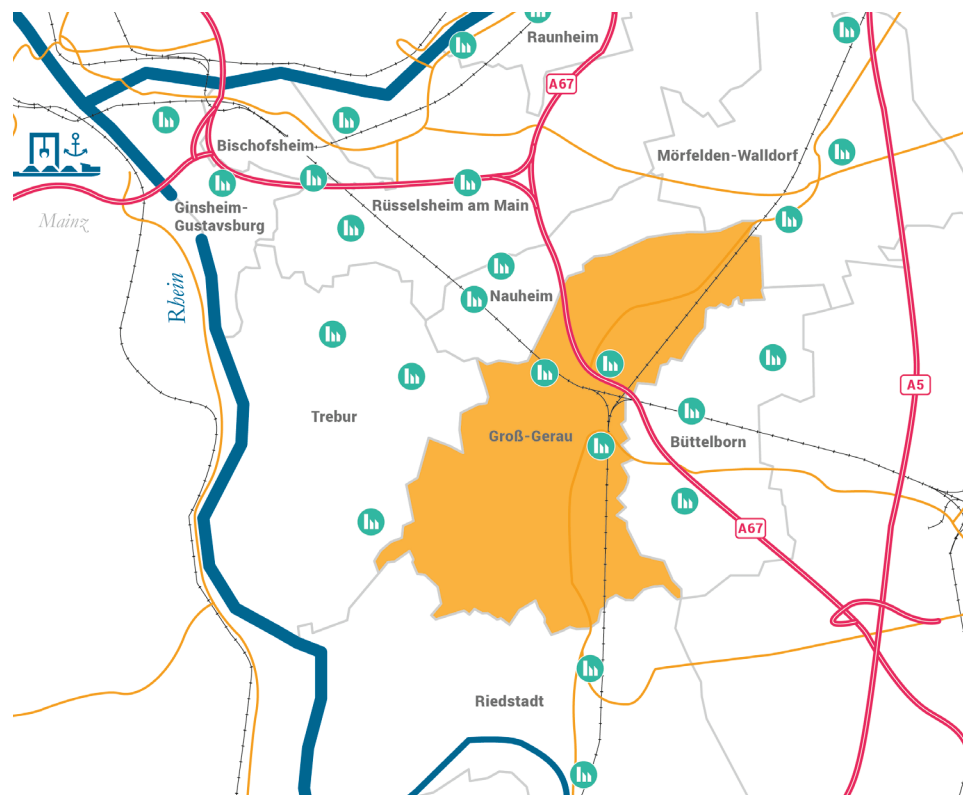 Raunheim
A67
Bischofsheim
Mörfelden-Walldorf
Rüsselsheim am Main
Ginsheim-
Gustavsburg
Mainz
Rhein
Nauheim
A5
Trebur
Groß-Gerau
Büttelborn
A67
Riedstadt